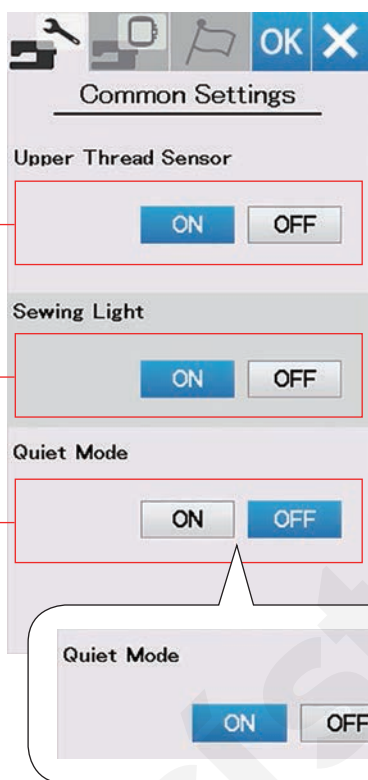 OK
Common Settings
Upper Thread Sensor
ON OFF
Sewing Light
ON OFF
Quiet Mode
ON OFF
Quiet Mode
ON OFF